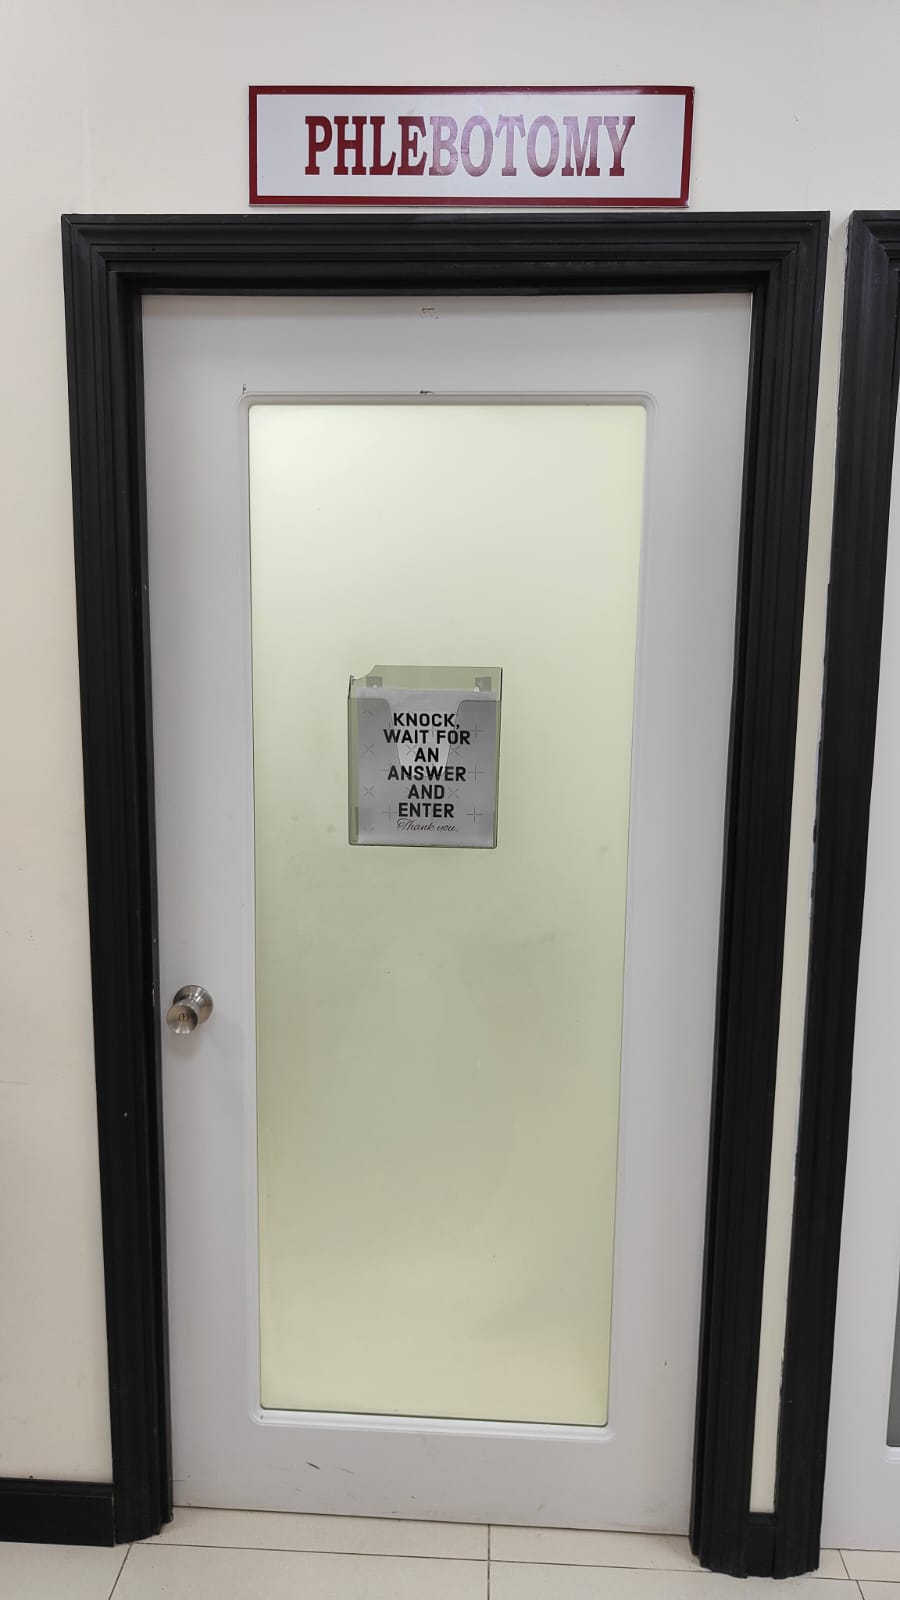 PHLEBOTOMY
KNOCK,
WAIT FOR
AN
ANSWER
AND
ENTER
Thank you.